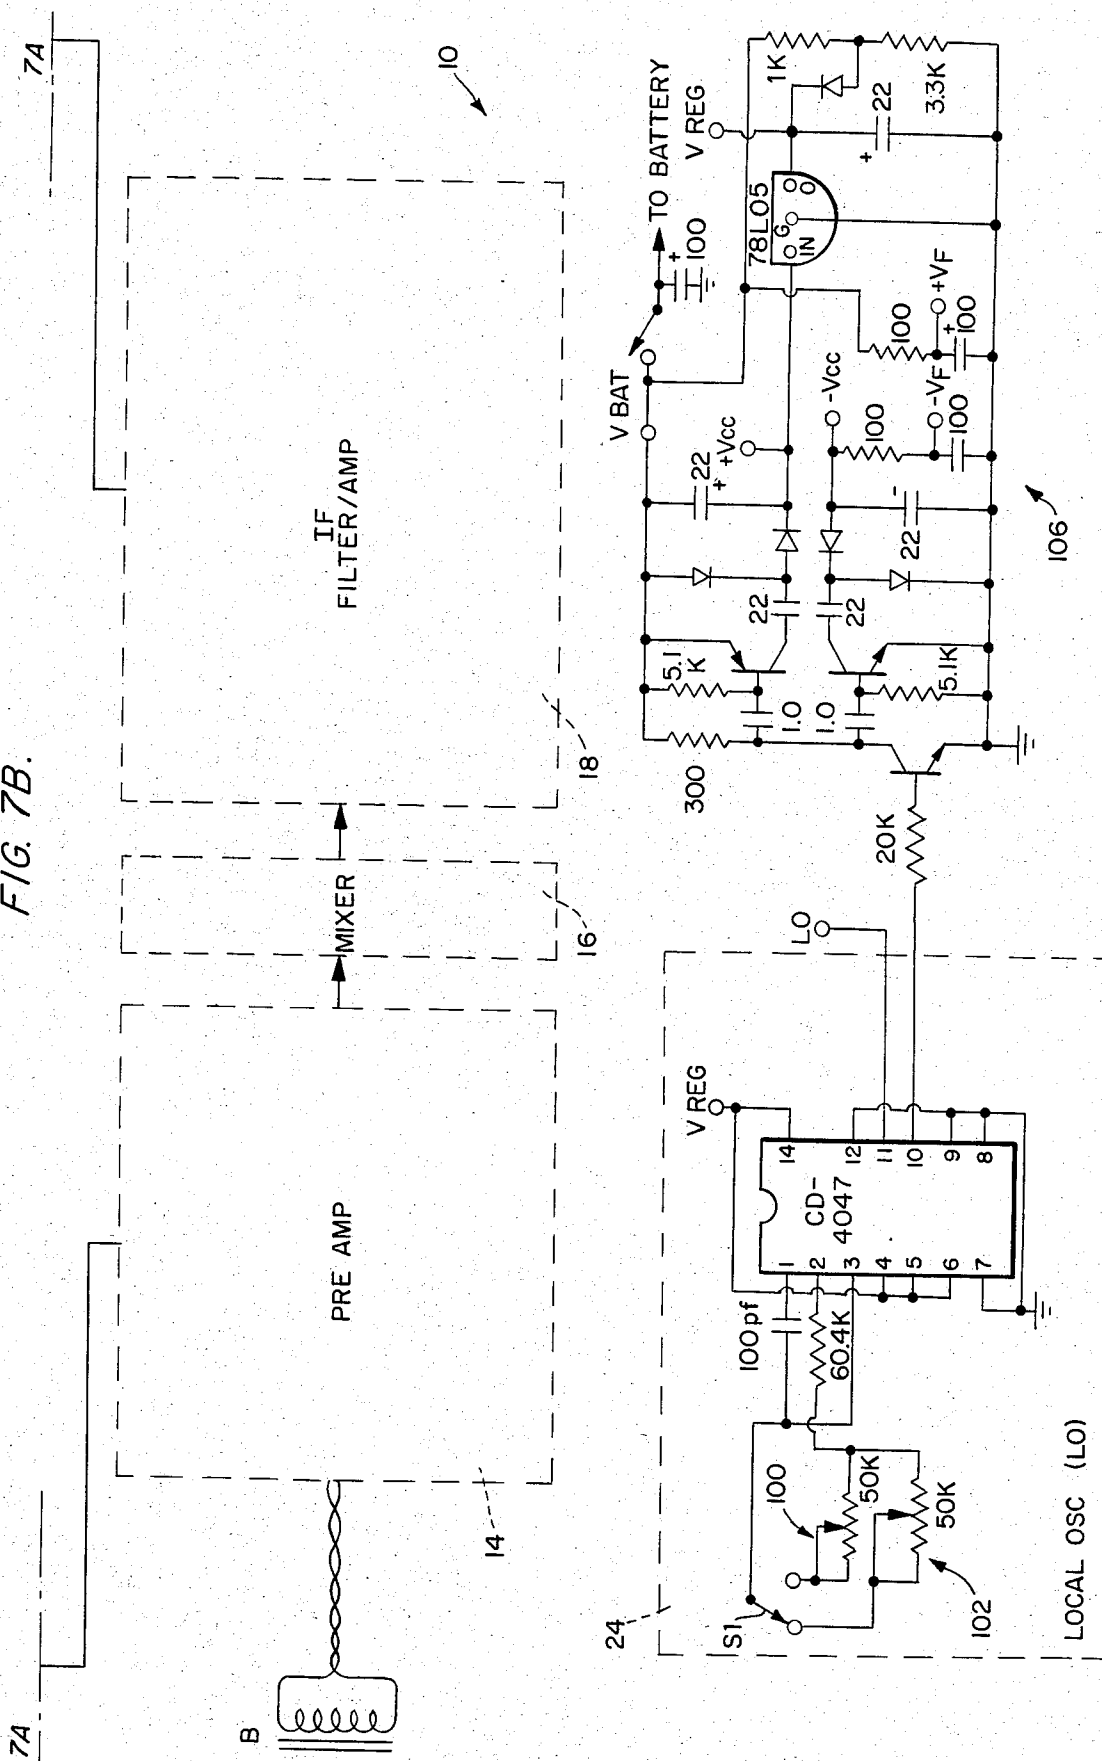 FIG. 7B.
7A
7A
10
B
PRE AMP
14
MIXER
16
IF
FILTER/AMP
18
24
S1
100
50K
50K
102
100pf
60.4K
V REG
CD-
4047
1
2
3
4
5
6
7
14
12
11
10
9
8
LO
LOCAL OSC (LO)
20K
300
5.1
K
1.0
1.0
5.1K
22
22
22
+
+Vcc
22
-
-Vcc
100
-VF
100
V BAT
TO BATTERY
+
100
100
+VF
+
100
78L05
IN
G
O
V REG
+
22
1K
3.3K
106